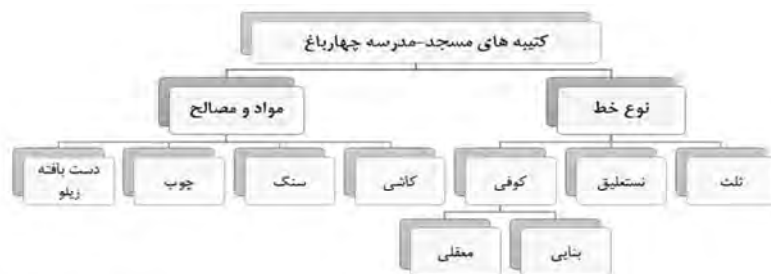 کتیبه های مسجد-مدرسه چهارباغ
نوع خط
مواد و مصالح
ثلث
نستعلیق
کوفی
کاشی
سنگ
چوب
دست بافته
زیلو
بنایی
معقلی